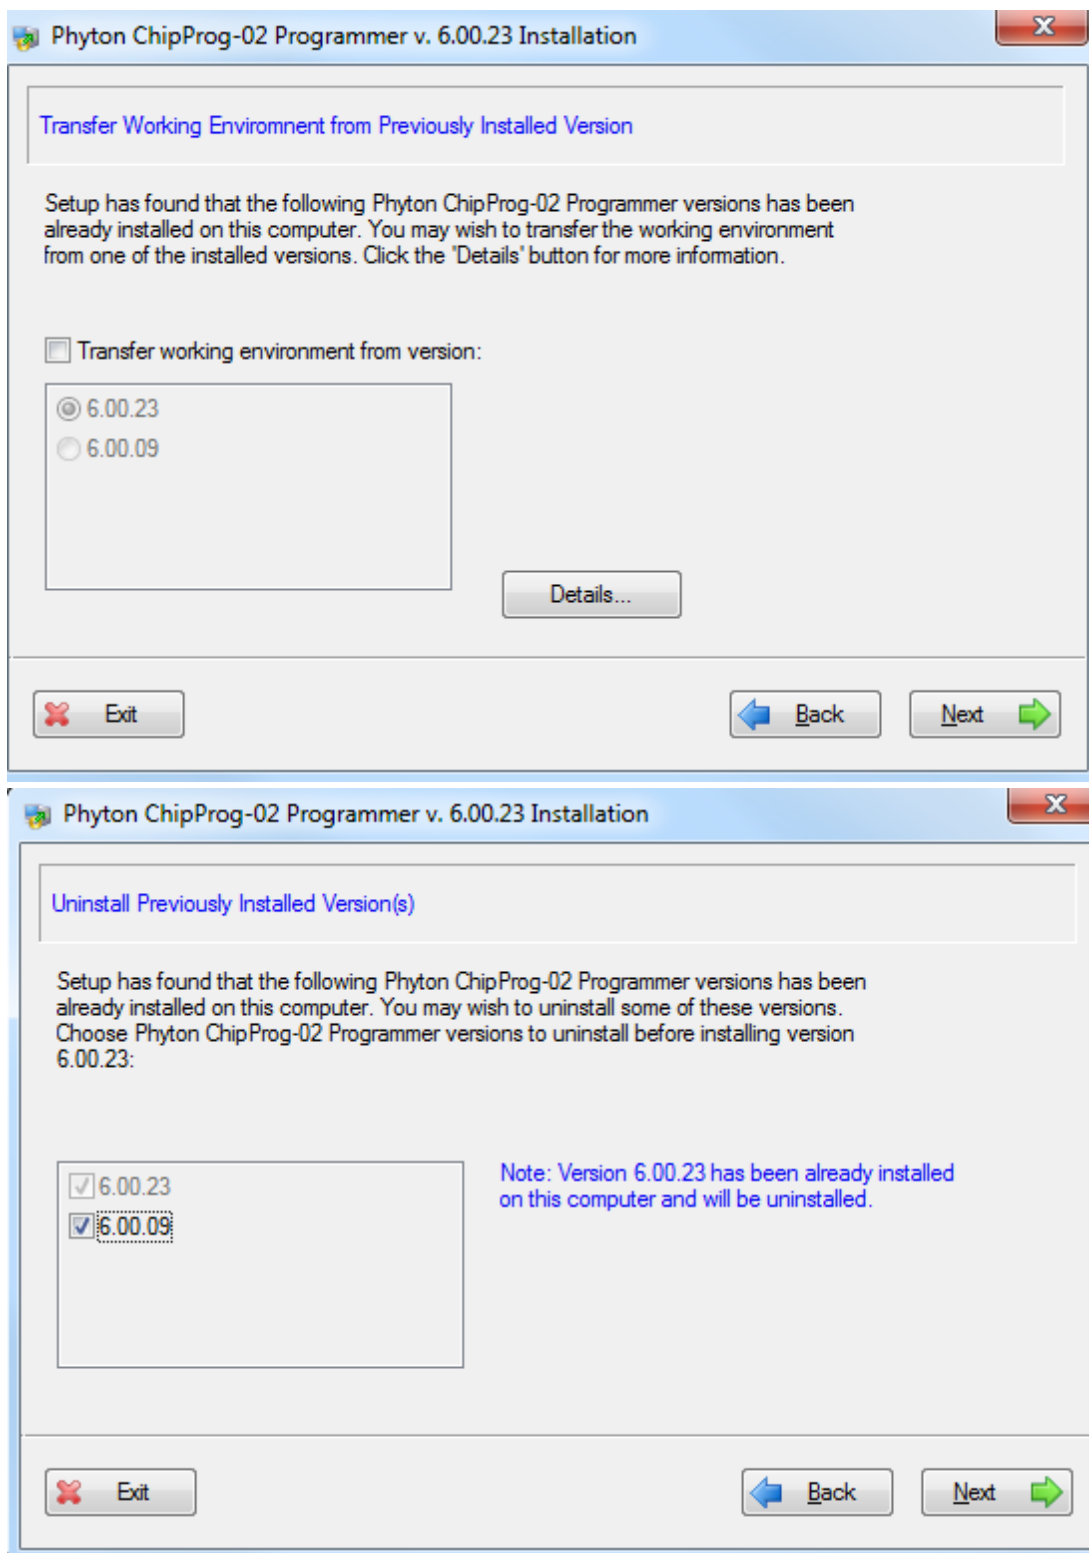 Phyton ChipProg-02 Programmer v. 6.00.23 Installation
Transfer Working Enviromnent from Previously Installed Version
Setup has found that the following Phyton ChipProg-02 Programmer versions has been
already installed on this computer. You may wish to transfer the working environment
from one of the installed versions. Click the 'Details' button for more information.
Transfer working environment from version:
6.00.23
6.00.09
Details...
Exit
Back
Next
Phyton ChipProg-02 Programmer v. 6.00.23 Installation
Uninstall Previously Installed Version(s)
Setup has found that the following Phyton ChipProg-02 Programmer versions has been
already installed on this computer. You may wish to uninstall some of these versions.
Choose Phyton ChipProg-02 Programmer versions to uninstall before installing version
6.00.23:
6.00.23
6.00.09
Note: Version 6.00.23 has been already installed
on this computer and will be uninstalled.
Exit
Back
Next